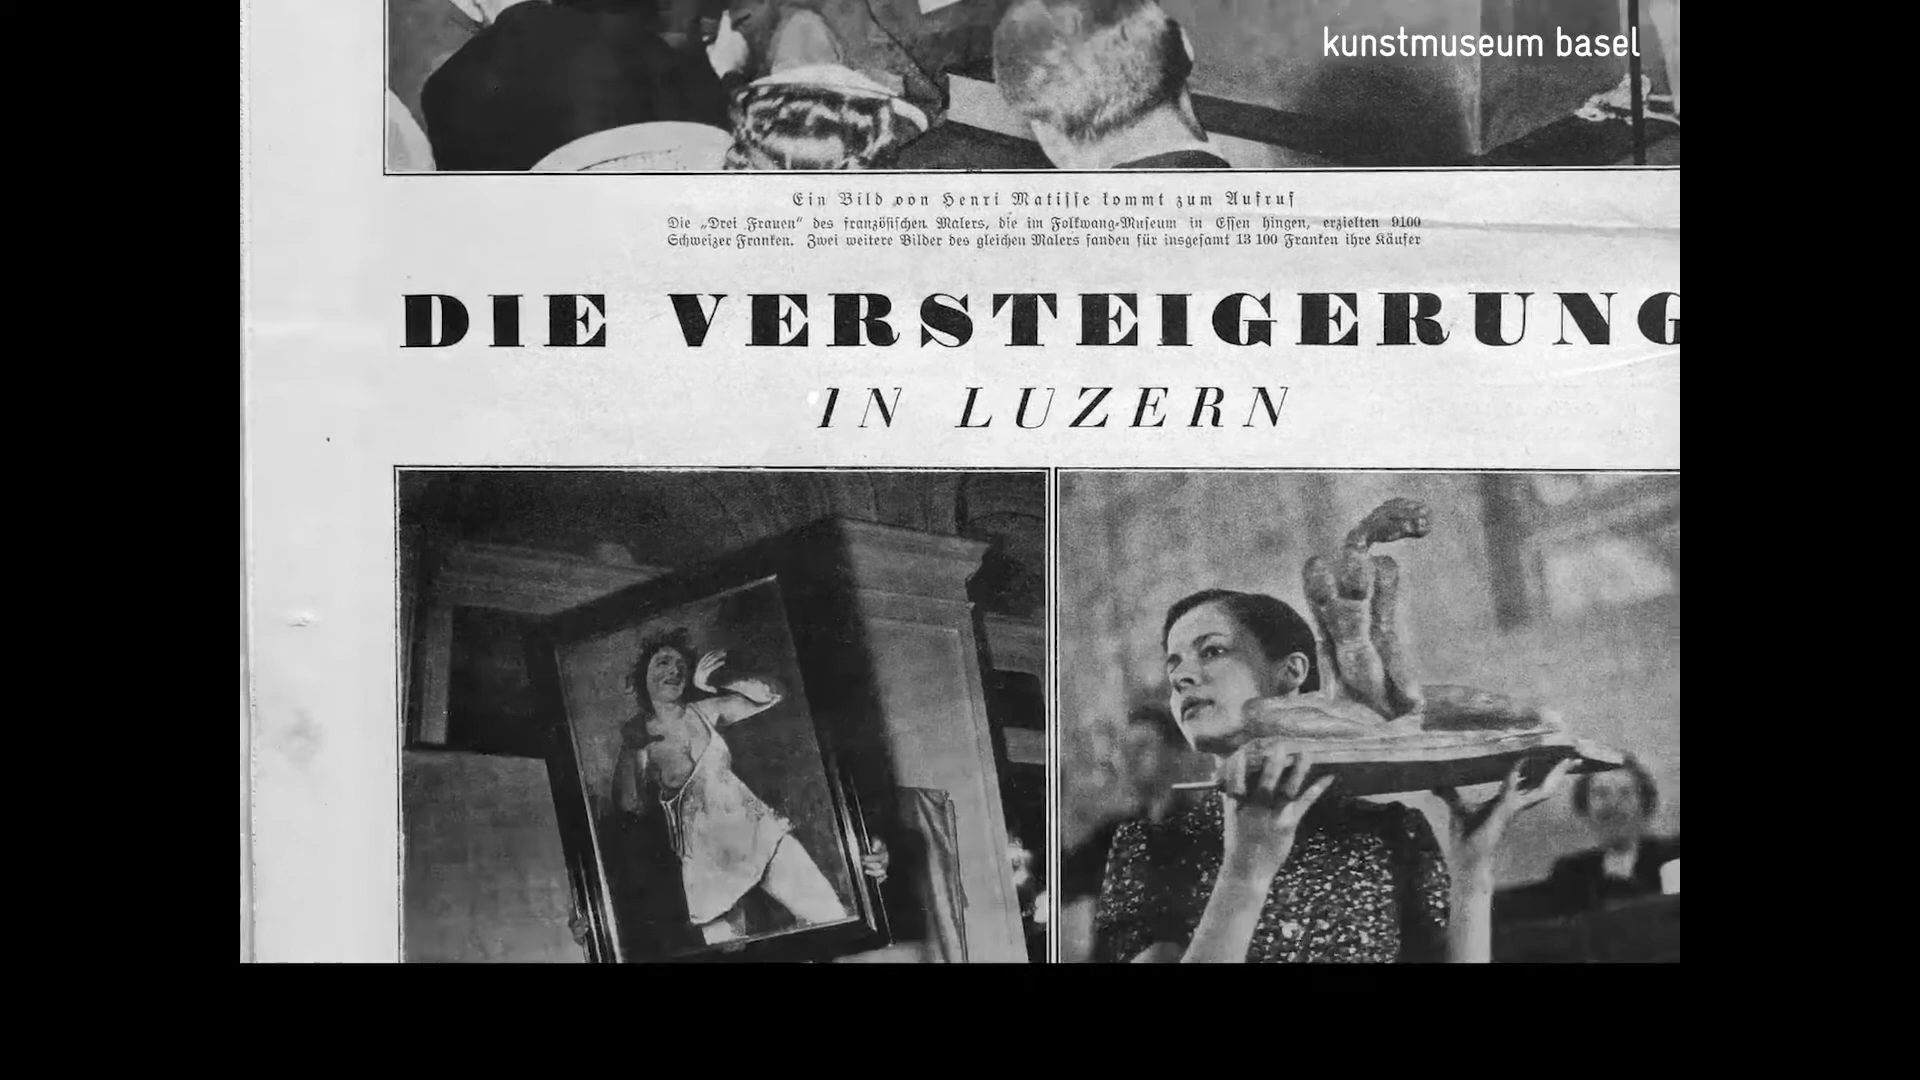 kunstmuseum basel
Ein Bild von Henri Matisse kommt zum Aufruf
Die „Drei Frauen“ des französischen Malers, die im Folkwang-Museum in Essen hingen, erzielten 9100
Schweizer Franken. Zwei weitere Bilder des gleichen Malers fanden für insgesamt 13 100 Franken ihre Käufer
DIE VERSTEIGERUNG
IN LUZERN